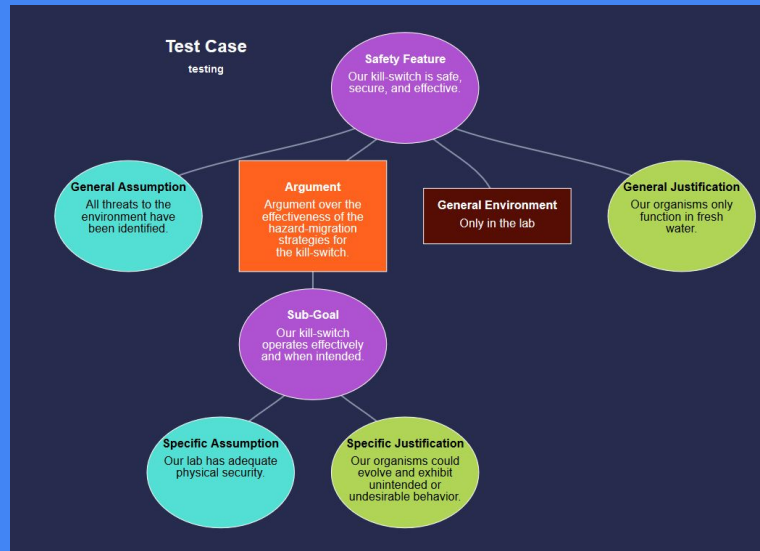 Test Case
testing
Safety Feature
Our kill-switch is safe,
secure, and effective.
General Assumption
All threats to the
environment have
been identified.
Argument
Argument over the
effectiveness of the
hazard-migration
strategies for
the kill-switch.
General Environment
Only in the lab
General Justification
Our organisms only
function in fresh
water.
Sub-Goal
Our kill-switch
operates effectively
and when intended.
Specific Assumption
Our lab has adequate
physical security.
Specific Justification
Our organisms could
evolve and exhibit
unintended or
undesirable behavior.